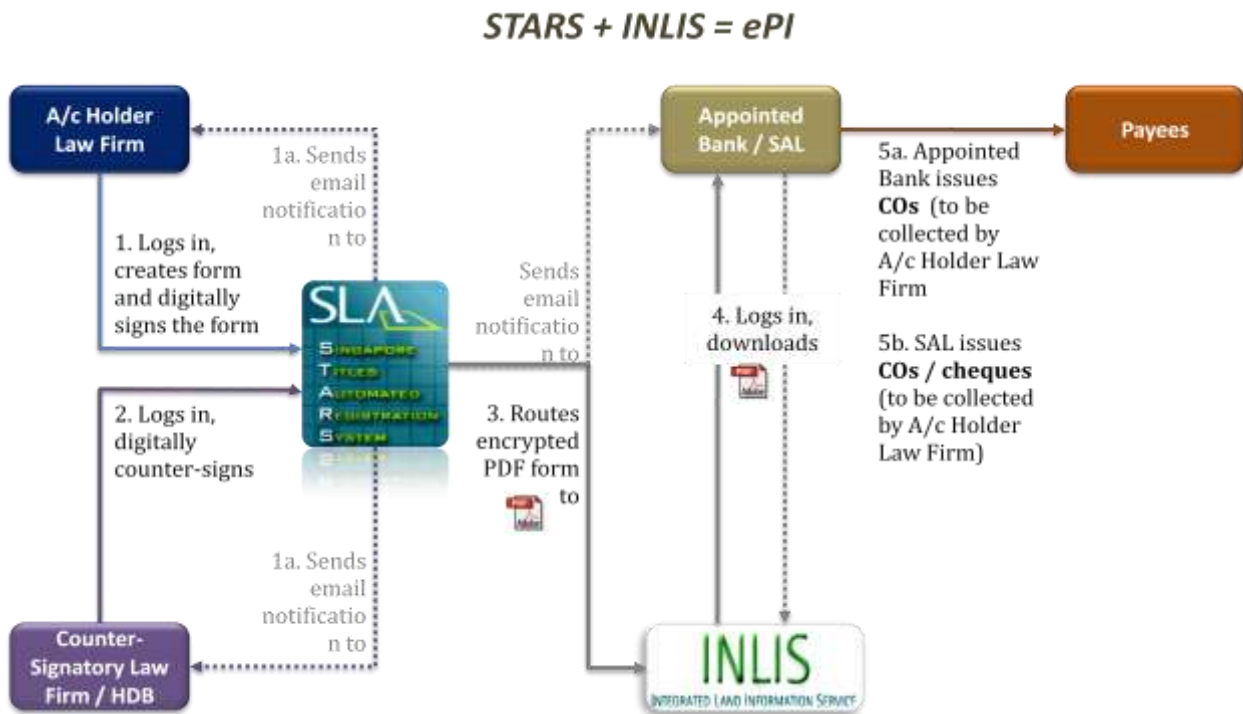 STARS + INLIS = ePI
A/c Holder
Law Firm
Appointed
Bank / SAL
Payees
1a. Sends
email
notificatio
n to
1. Logs in,
creates form
and digitally
signs the form
SLA
SINGAPORE
TITLES
AUTOMATED
REGISTRATION
SYSTEM
2. Logs in,
digitally
counter-signs
1a. Sends
email
notificatio
n to
Counter-
Signatory Law
Firm / HDB
Sends
email
notificatio
n to
3. Routes
encrypted
PDF form
to
PDF
Adobe
4. Logs in,
downloads
PDF
Adobe
INLIS
INTEGRATED LAND INFORMATION SERVICE
5a. Appointed
Bank issues
COs (to be
collected by
A/c Holder Law
Firm
5b. SAL issues
COs / cheques
(to be collected
by A/c Holder
Law Firm)